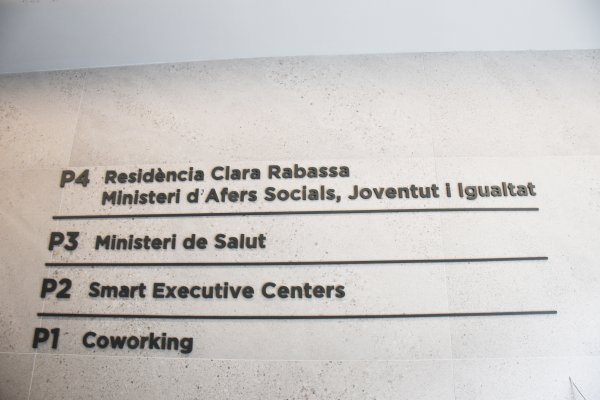 P4 Residència Clara Rabassa
Ministeri d'Afers Socials, Joventut i Igualtat
P3 Ministeri de Salut
P2 Smart Executive Centers
P1 Coworking